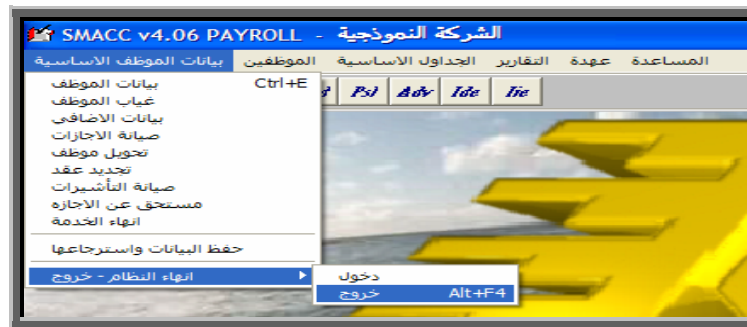 SMACC v4.06 PAYROLL - الشركة النموذجية
بيانات الموظف الاساسية الموظفين الجداول الاساسية التقارير عهدة المساعدة
Psl Adv Ide Tie
بيانات الموظف Ctrl+E
غياب الموظف
بيانات الاضافي
صيانة الاجازات
تحويل موظف
تجديد عقد
صيانة التأشيرات
مستحق عن الاجازه
انهاء الخدمة
حفظ البيانات واسترجاعها
انهاء النظام - خروج
دخول
خروج Alt+F4